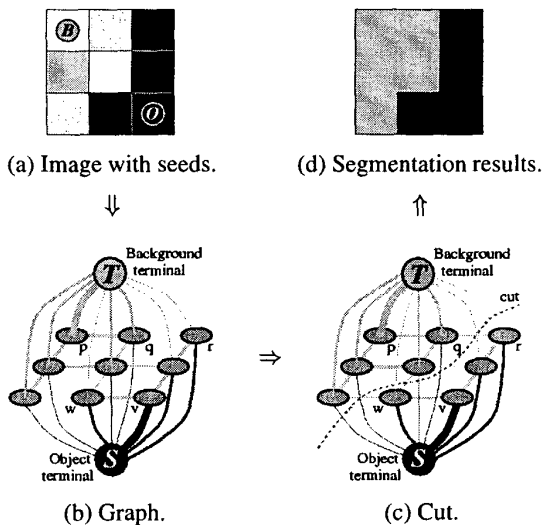 B
O
(a) Image with seeds.
(d) Segmentation results.
⇓
⇑
Background
terminal
T
p
q
r
w
v
Object
terminal
S
(b) Graph.
⇒
Background
terminal
T
cut
p
q
r
w
v
Object
terminal
S
(c) Cut.